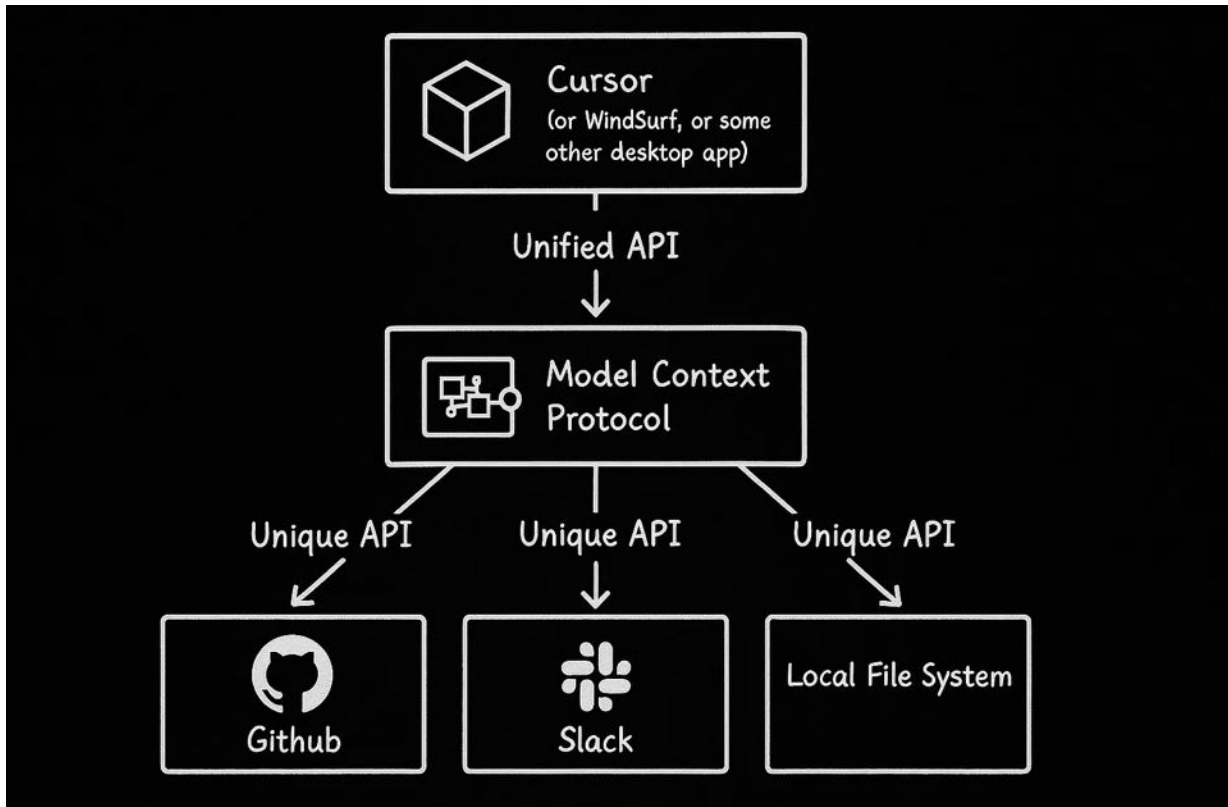 Cursor
(or WindSurf, or some
other desktop app)
Unified API
Model Context
Protocol
Unique API
Unique API
Unique API
Github
Slack
Local File System